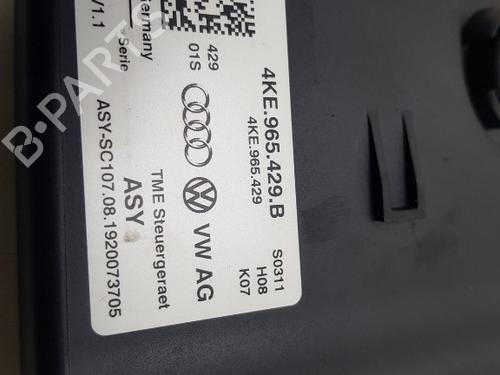 4KE.965.429.B
4KE.965.429
S0311
H08
K07
429
01S
VW AG
TME Steuergeraet
ASY
ASY-SC107.08.1920073705
Germany
V1.1 Serie
B-PARTS